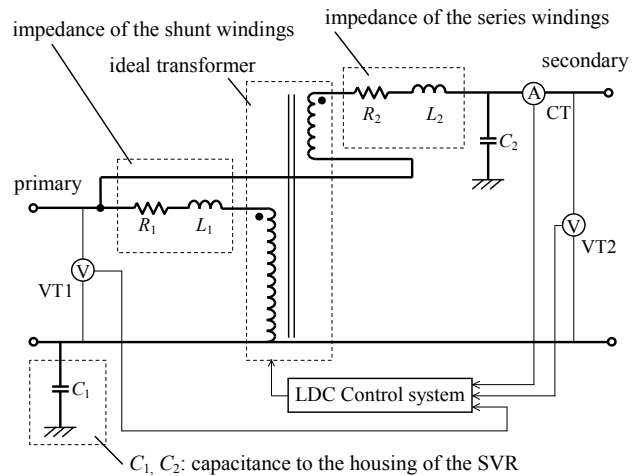 impedance of the shunt windings
impedance of the series windings
ideal transformer
secondary
A
CT
R2
L2
C2
primary
R1
L1
V
VT1
V
VT2
C1
LDC Control system
C1, C2: capacitance to the housing of the SVR